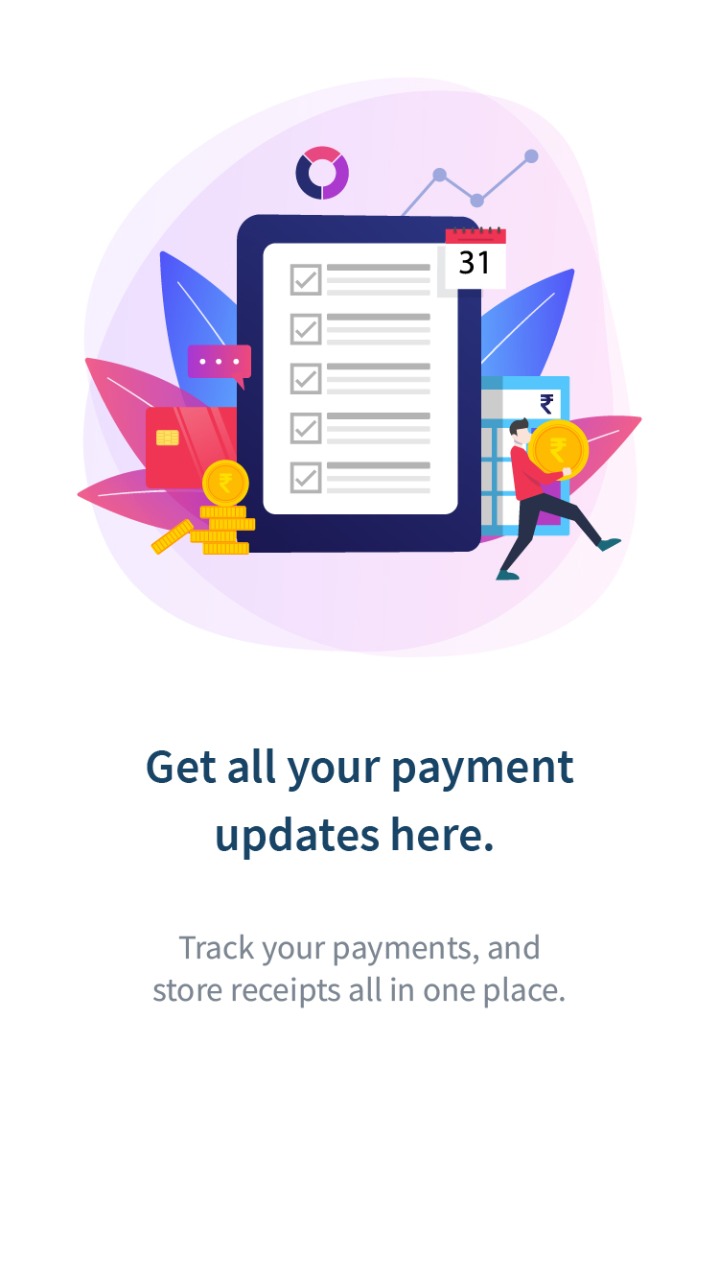 31
₹
₹
₹
Get all your payment
updates here.
Track your payments, and
store receipts all in one place.